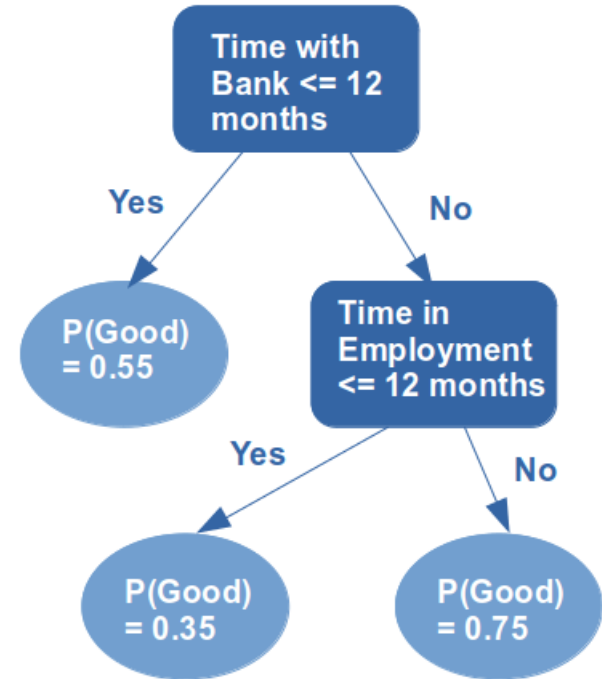 Time with
Bank <= 12
months
Yes
No
P(Good)
= 0.55
Time in
Employment
<= 12 months
Yes
No
P(Good)
= 0.35
P(Good)
= 0.75